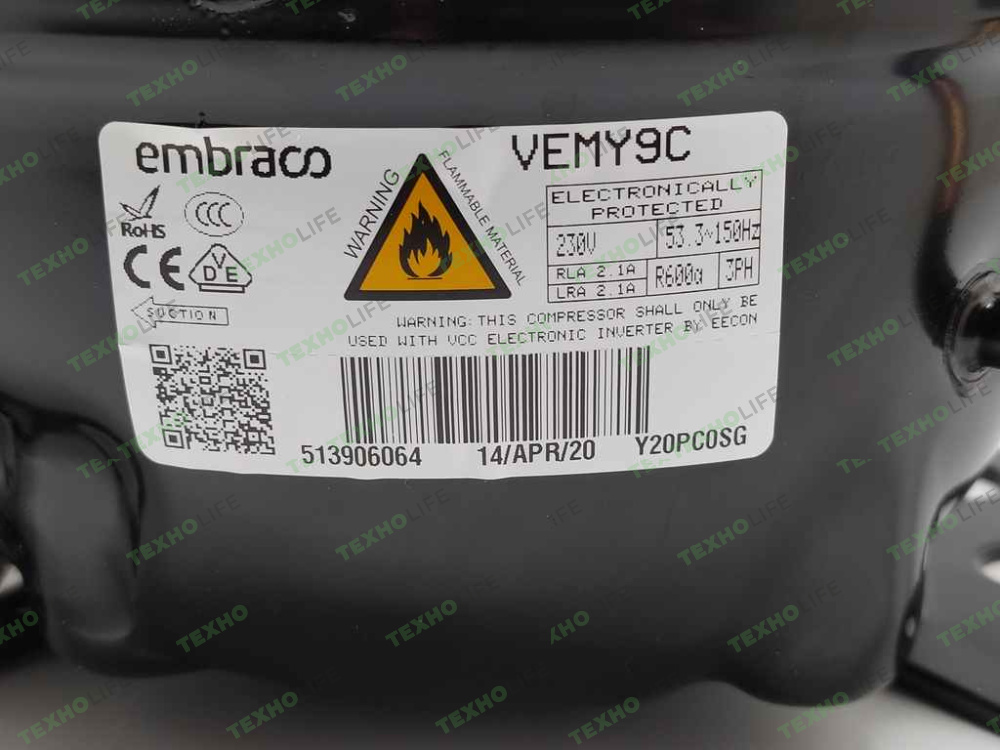 embraco
RoHS
CCC
CE
VDE
SUCTION
WARNING
FLAMMABLE MATERIAL
VEMY9C
ELECTRONICALLY
PROTECTED
230V 53.3~150Hz
RLA 2.1A
LRA 2.1A
R600a 3PH
WARNING: THIS COMPRESSOR SHALL ONLY BE
USED WITH VCC ELECTRONIC INVERTER BY EECON
513906064 14/APR/20 Y20PC0SG
ТЕХНОLIFE